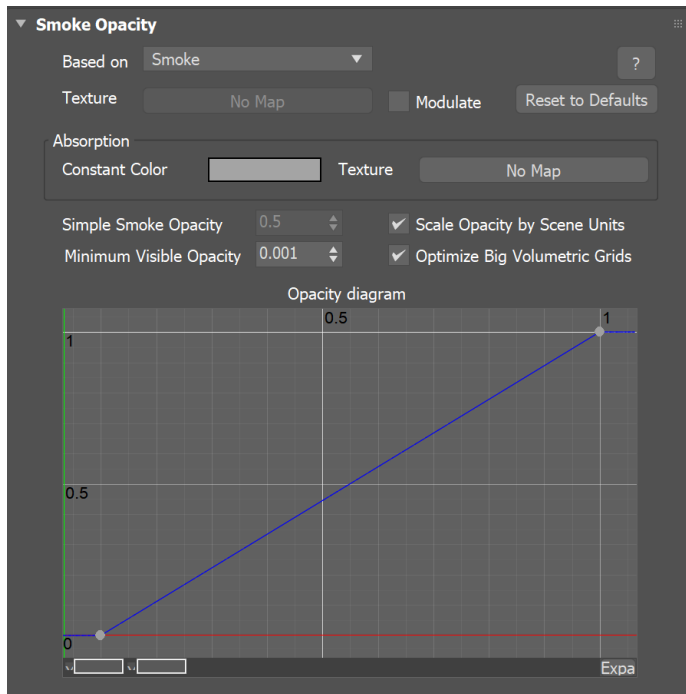 Smoke Opacity
Based on Smoke ?
Texture No Map Modulate Reset to Defaults
Absorption
Constant Color Texture No Map
Simple Smoke Opacity 0.5 Scale Opacity by Scene Units
Minimum Visible Opacity 0.001 Optimize Big Volumetric Grids
Opacity diagram
0.5 1
1
0.5
0
Expa